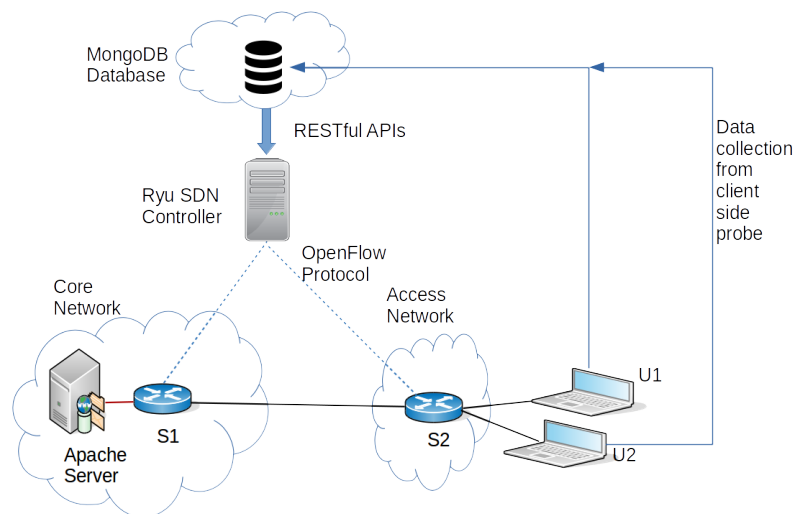 MongoDB
Database
RESTful APIs
Data
collection
from
client
side
probe
Ryu SDN
Controller
OpenFlow
Protocol
Core
Network
Access
Network
U1
S1
S2
U2
Apache
Server